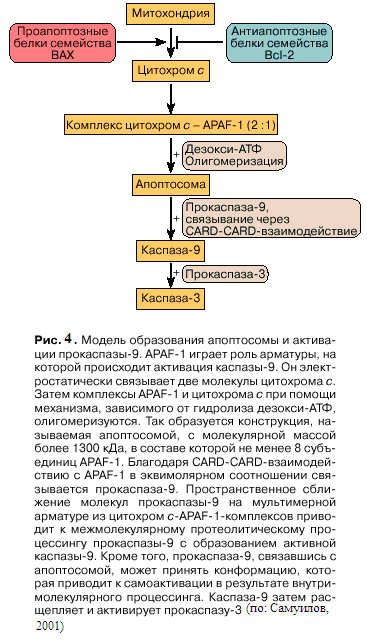 Митохондрия
Проапоптозные
белки семейства
BAX
Антиапоптозные
белки семейства
Bcl-2
Цитохром c
Комплекс цитохром c – APAF-1 (2 : 1)
+
Дезокси-АТФ
Олигомеризация
Апоптосома
+
Прокаспаза-9,
связывание через
CARD-CARD-взаимодействие
Каспаза-9
+
Прокаспаза-3
Каспаза-3
Рис. 4. Модель образования апоптосомы и актива-
ции прокаспазы-9. APAF-1 играет роль арматуры, на
которой происходит активация каспазы-9. Он элект-
ростатически связывает две молекулы цитохрома c.
Затем комплексы APAF-1 и цитохрома c при помощи
механизма, зависимого от гидролиза дезокси-АТФ,
олигомеризуются. Так образуется конструкция, на-
зываемая апоптосомой, с молекулярной массой
более 1300 кДа, в составе которой не менее 8 субъ-
единиц APAF-1. Благодаря CARD-CARD-взаимодей-
ствию с APAF-1 в эквимолярном соотношении свя-
зывается прокаспаза-9. Пространственное сбли-
жение молекул прокаспазы-9 на мультимерной
арматуре из цитохром c-APAF-1-комплексов приво-
дит к межмолекулярному протеолитическому про-
цессингу прокаспазы-9 с образованием активной
каспазы-9. Кроме того, прокаспаза-9, связавшись с
апоптосомой, может принять конформацию, кото-
рая приводит к самоактивации в результате внутри-
молекулярного процессинга. Каспаза-9 затем рас-
щепляет и активирует прокаспазу-3 (по: Самуилов,
2001)